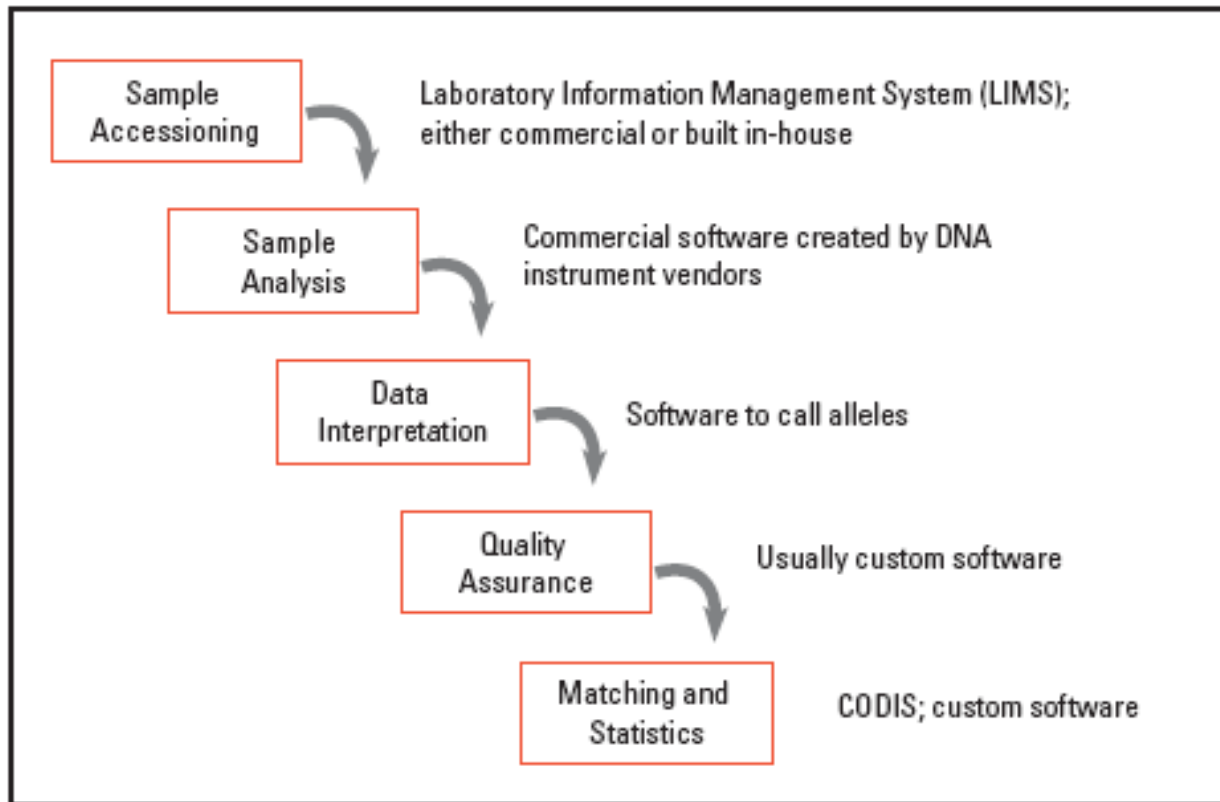 Sample
Accessioning
Laboratory Information Management System (LIMS);
either commercial or built in-house
Sample
Analysis
Commercial software created by DNA
instrument vendors
Data
Interpretation
Software to call alleles
Quality
Assurance
Usually custom software
Matching and
Statistics
CODIS; custom software